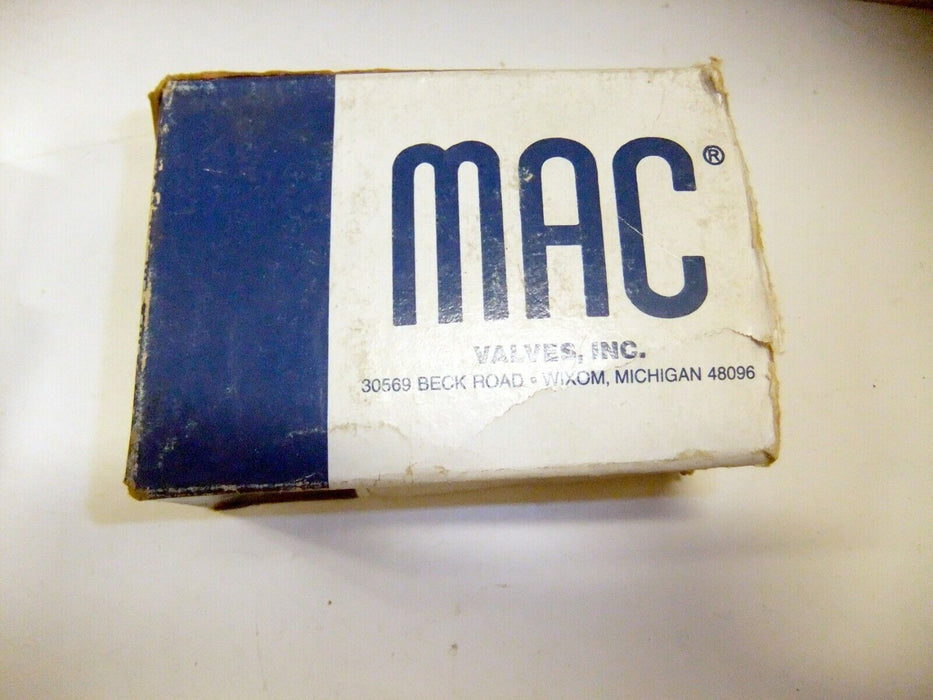 MAC®
VALVES, INC.
30569 BECK ROAD • WIXOM, MICHIGAN 48096